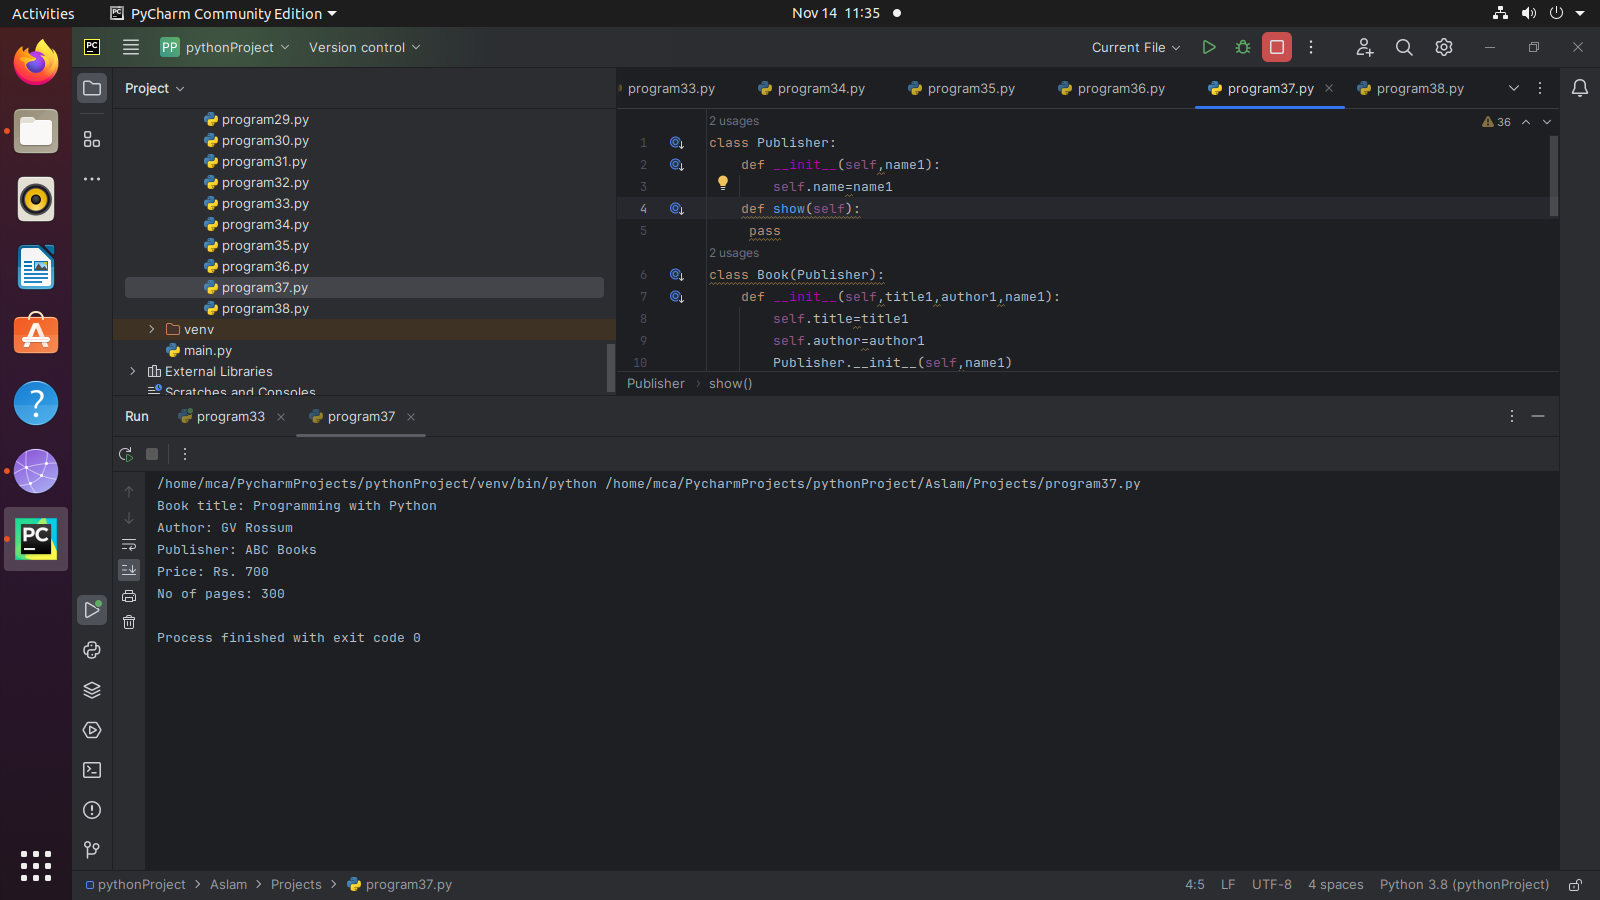 Activities PyCharm Community Edition Nov 14 11:35
PC PP pythonProject Version control Current File
Project
program33.py program34.py program35.py program36.py program37.py program38.py
program29.py
program30.py
program31.py
program32.py
program33.py
program34.py
program35.py
program36.py
program37.py
program38.py
venv
main.py
External Libraries
Scratches and Consoles
2 usages
36
1 class Publisher:
2 def __init__(self,name1):
3 self.name=name1
4 def show(self):
5 pass
2 usages
6 class Book(Publisher):
7 def __init__(self,title1,author1,name1):
8 self.title=title1
9 self.author=author1
10 Publisher.__init__(self,name1)
Publisher show()
Run program33 program37
/home/mca/PycharmProjects/pythonProject/venv/bin/python /home/mca/PycharmProjects/pythonProject/Aslam/Projects/program37.py
Book title: Programming with Python
Author: GV Rossum
Publisher: ABC Books
Price: Rs. 700
No of pages: 300
Process finished with exit code 0
PC
pythonProject Aslam Projects program37.py 4:5 LF UTF-8 4 spaces Python 3.8 (pythonProject)